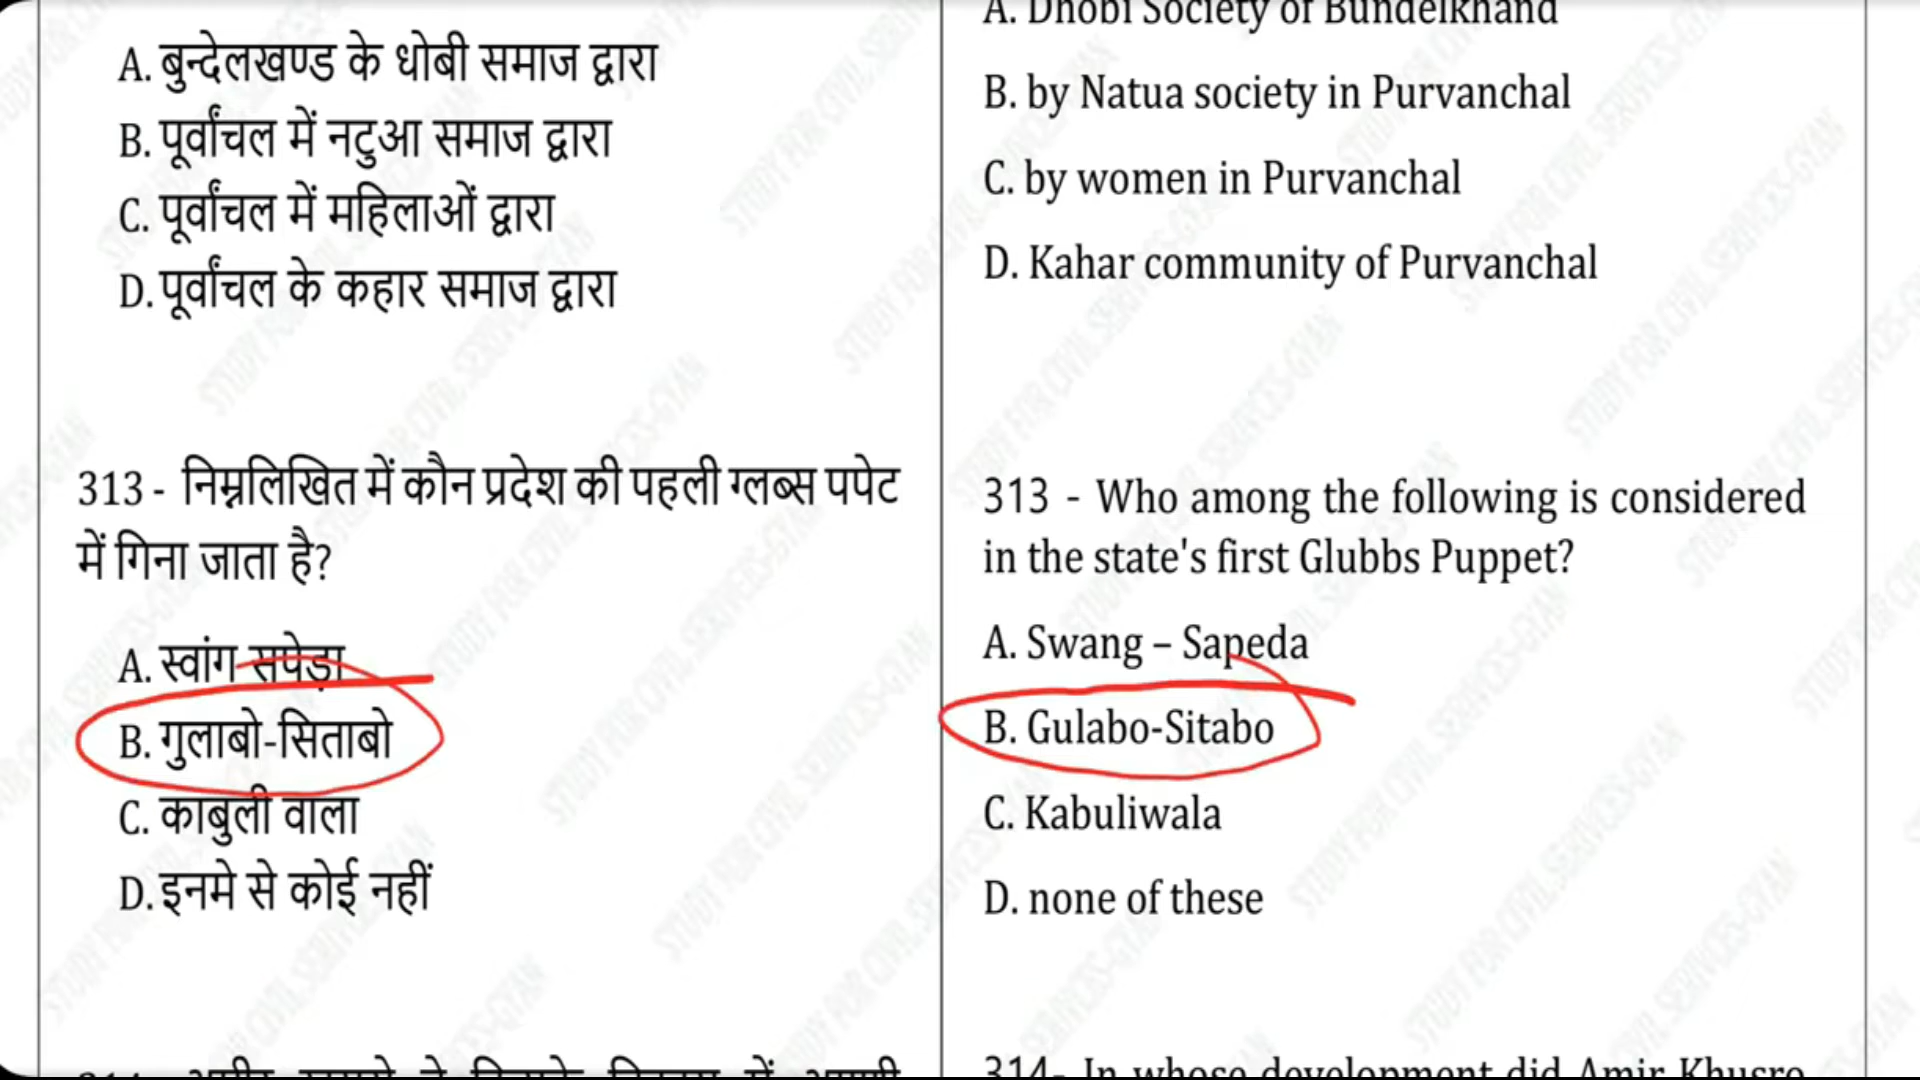 A. बुन्देलखण्ड के धोबी समाज द्वारा
B. पूर्वांचल में नटुआ समाज द्वारा
C. पूर्वांचल में महिलाओं द्वारा
D. पूर्वांचल के कहार समाज द्वारा
313 - निम्नलिखित में कौन प्रदेश की पहली ग्लब्स पपेट
में गिना जाता है?
A. स्वांग सपेड़ा
B. गुलाबो-सिताबो
C. काबुली वाला
D. इनमे से कोई नहीं
A. Dhobi Society of Bundelkhand
B. by Natua society in Purvanchal
C. by women in Purvanchal
D. Kahar community of Purvanchal
313 - Who among the following is considered
in the state's first Glubbs Puppet?
A. Swang – Sapeda
B. Gulabo-Sitabo
C. Kabuliwala
D. none of these
314- In whose development did Amir Khusro